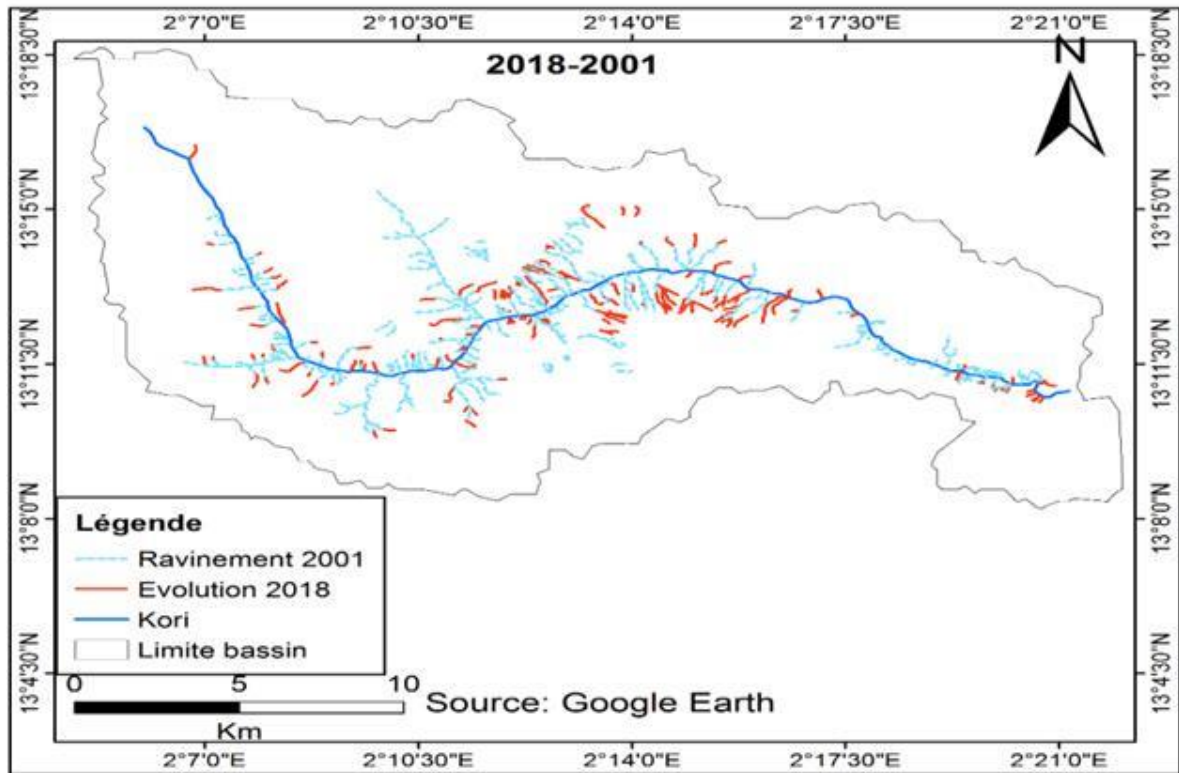 2°7'0"E 2°10'30"E 2°14'0"E 2°17'30"E 2°21'0"E
2018-2001
N
13°18'30"N 13°18'30"N
13°15'0"N 13°15'0"N
13°11'30"N 13°11'30"N
13°8'0"N 13°8'0"N
13°4'30"N 13°4'30"N
Légende
Ravinement 2001
Evolution 2018
Kori
Limite bassin
0 5 10
Km
Source: Google Earth
2°7'0"E 2°10'30"E 2°14'0"E 2°17'30"E 2°21'0"E